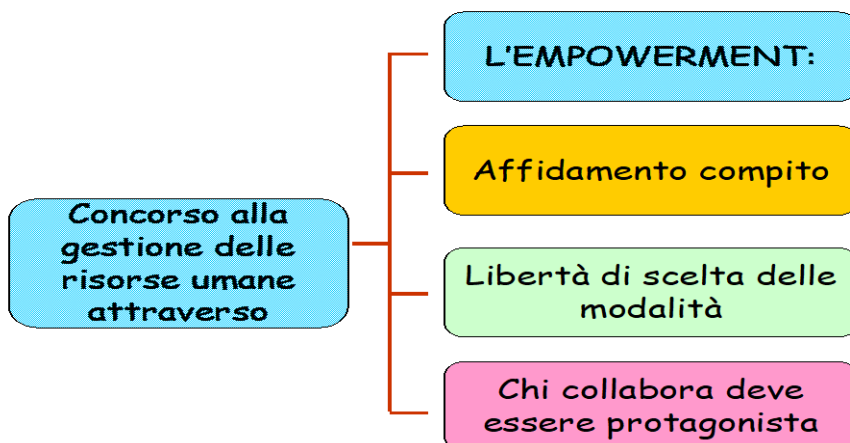 L'EMPOWERMENT:
Affidamento compito
Concorso alla
gestione delle
risorse umane
attraverso
Libertà di scelta delle
modalità
Chi collabora deve
essere protagonista